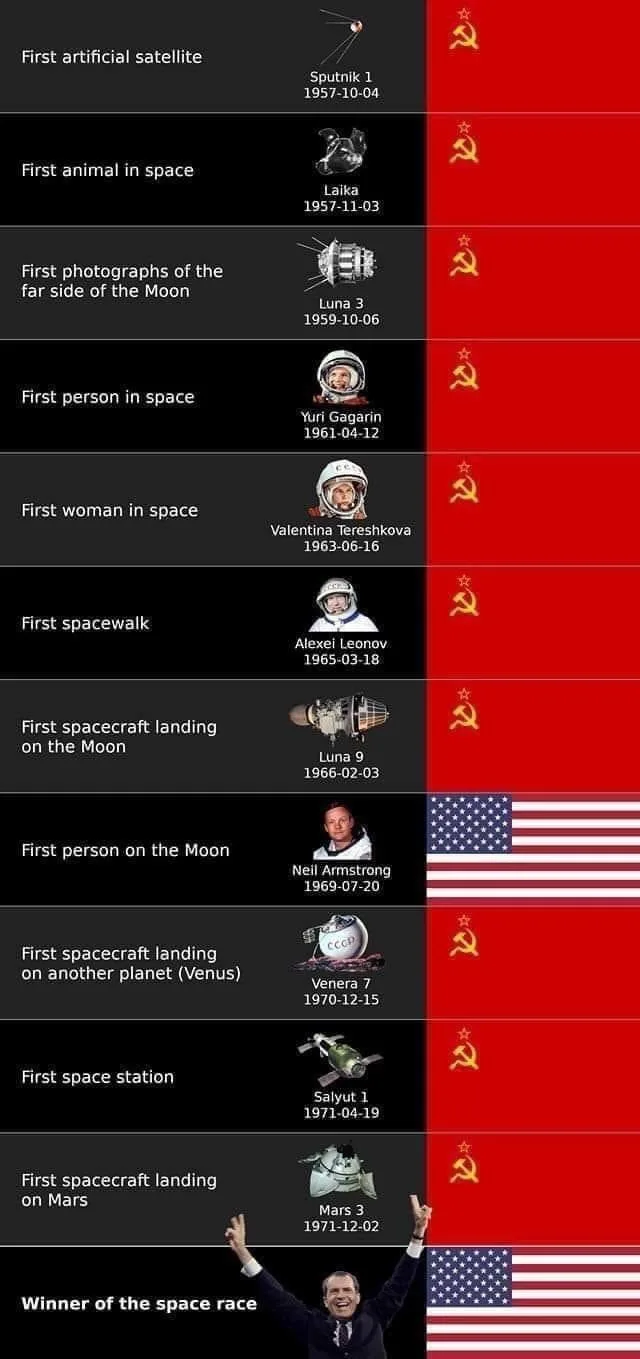 First artificial satellite
Sputnik 1
1957-10-04
First animal in space
Laika
1957-11-03
First photographs of the
far side of the Moon
Luna 3
1959-10-06
First person in space
Yuri Gagarin
1961-04-12
First woman in space
Valentina Tereshkova
1963-06-16
First spacewalk
Alexei Leonov
1965-03-18
First spacecraft landing
on the Moon
Luna 9
1966-02-03
First person on the Moon
Neil Armstrong
1969-07-20
First spacecraft landing
on another planet (Venus)
CCCP
Venera 7
1970-12-15
First space station
Salyut 1
1971-04-19
First spacecraft landing
on Mars
Mars 3
1971-12-02
Winner of the space race